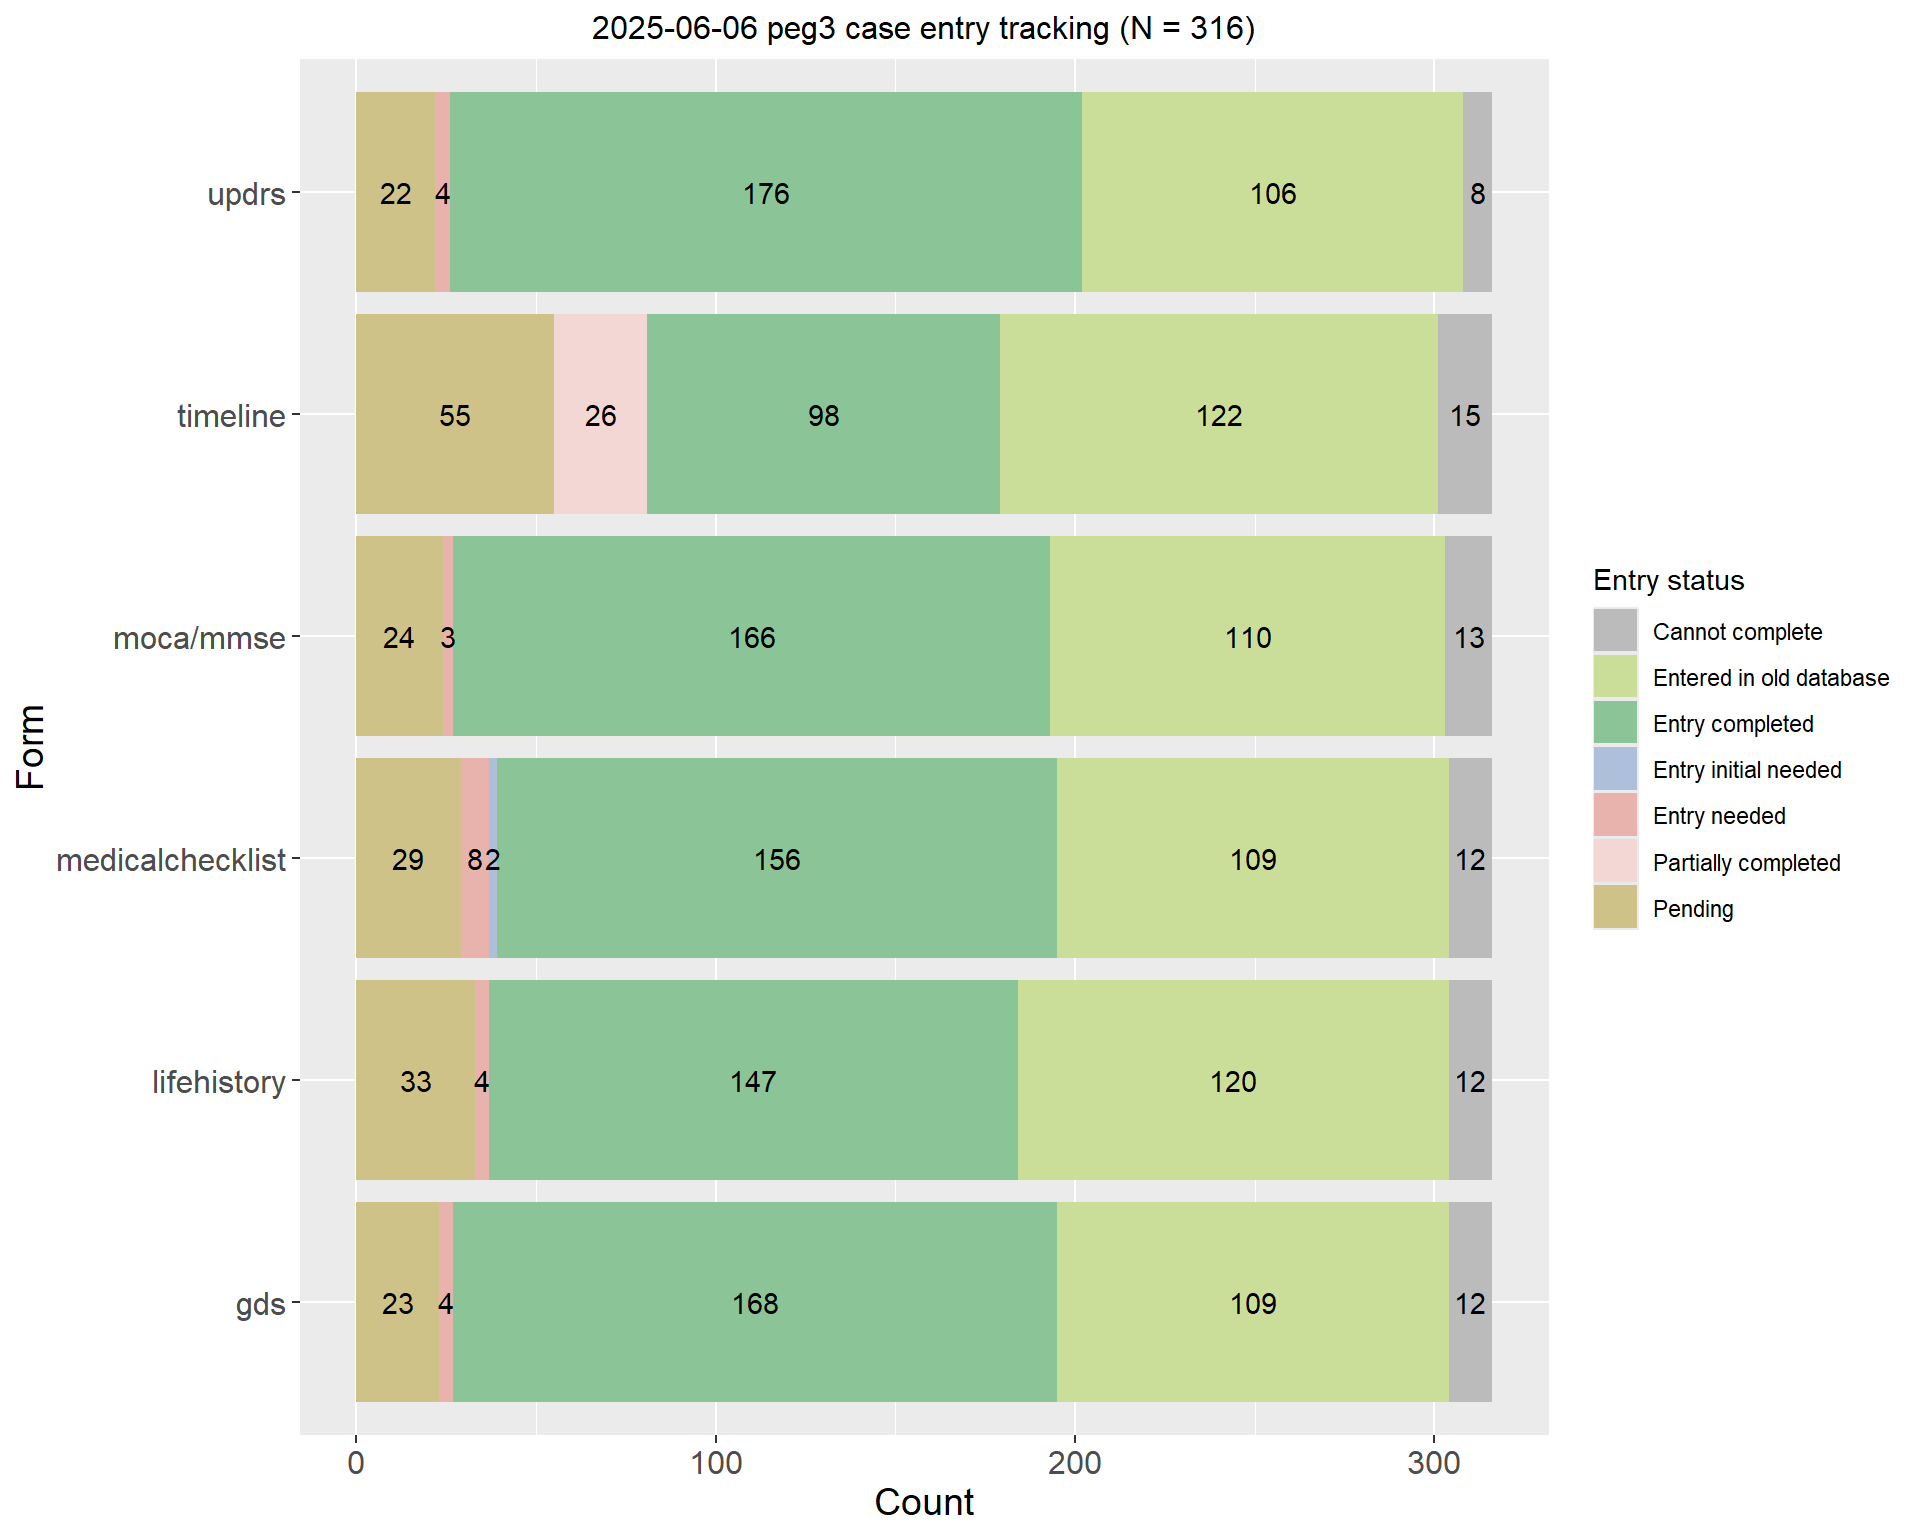 2025-06-06 peg3 case entry tracking (N = 316)
updrs 22 4 176 106 8
timeline 55 26 98 122 15
moca/mmse 24 3 166 110 13
medicalchecklist 29 8 2 156 109 12
lifehistory 33 4 147 120 12
gds 23 4 168 109 12
0 100 200 300
Count
Form
Entry status
Cannot complete
Entered in old database
Entry completed
Entry initial needed
Entry needed
Partially completed
Pending